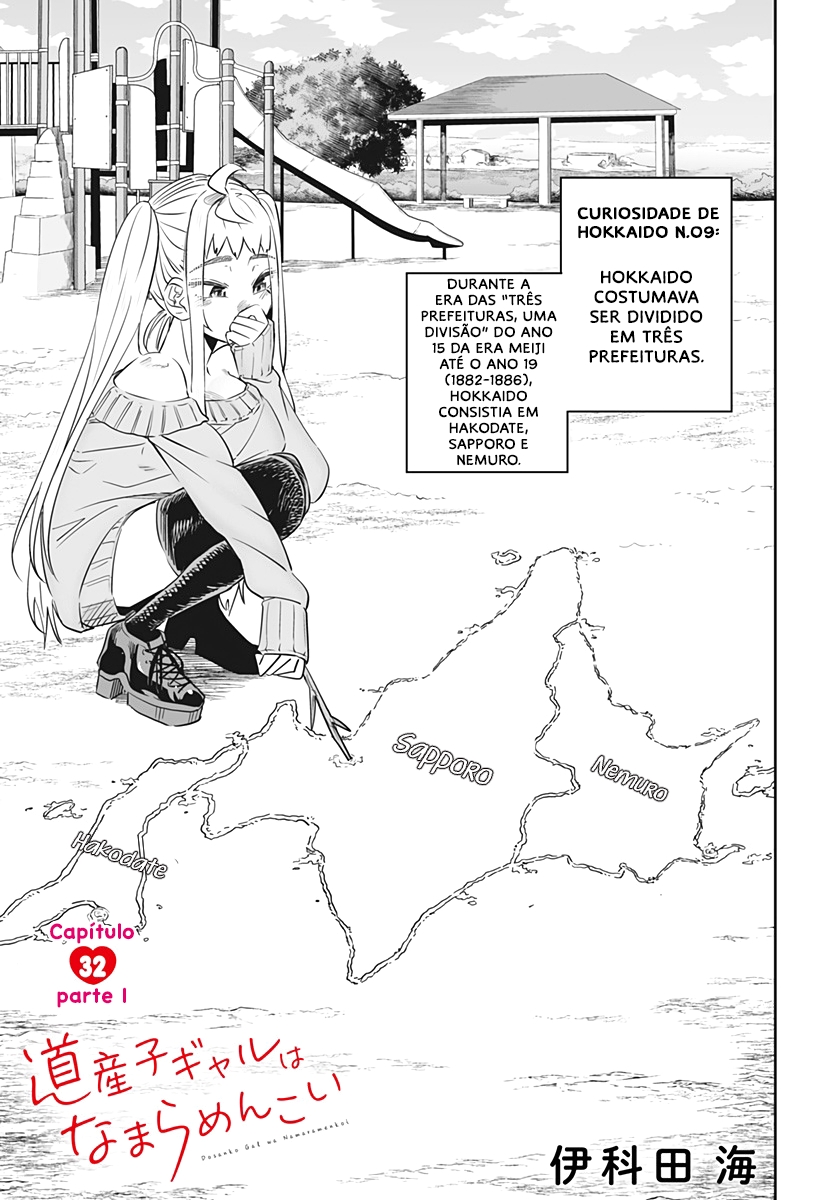 CURIOSIDADE DE
HOKKAIDO N.09:
HOKKAIDO
COSTUMAVA
SER DIVIDIDO
EM TRÊS
PREFEITURAS.
DURANTE A
ERA DAS "TRÊS
PREFEITURAS, UMA
DIVISÃO" DO ANO
15 DA ERA MEIJI
ATÉ O ANO 19
(1882-1886),
HOKKAIDO
CONSISTIA EM
HAKODATE,
SAPPORO E
NEMURO.
Sapporo
Nemuro
Hakodate
Capítulo
32
parte 1
道産子ギャルは
なまらめんこい
Dosanko Gal wa Namaramenkoi
伊科田 海